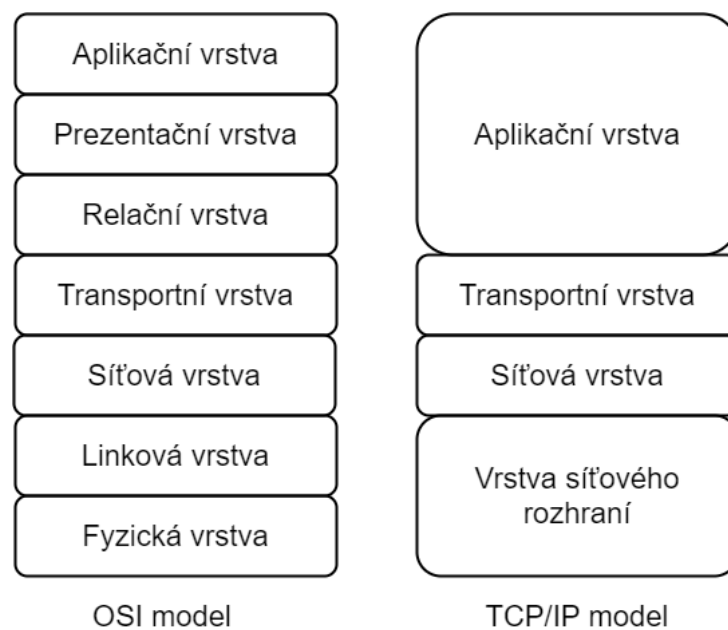 Aplikační vrstva
Prezentační vrstva
Relační vrstva
Transportní vrstva
Síťová vrstva
Linková vrstva
Fyzická vrstva
OSI model
Aplikační vrstva
Transportní vrstva
Síťová vrstva
Vrstva síťového
rozhraní
TCP/IP model